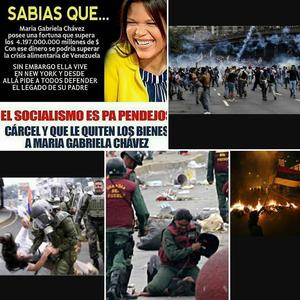 SABIAS QUE...
María Gabriela Chávez
posee una fortuna que supera
los 4.197.000.000 millones de $
Con ese dinero se podría superar
la crisis alimentaria de
Venezuela
SIN EMBARGO ELLA VIVE
EN NEW YORK Y DESDE
ALLÁ PIDE A TODOS DEFENDER
EL LEGADO DE SU PADRE
EL SOCIALISMO ES PA PENDEJOS
CÁRCEL Y QUE LE QUITEN LOS BIENES
A MARIA GABRIELA CHÁVEZ